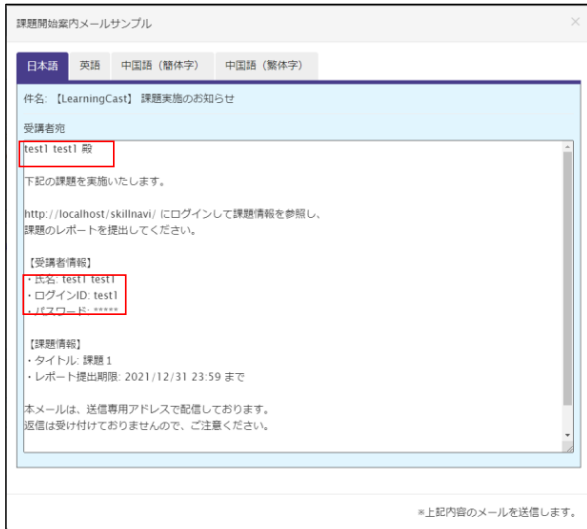 課題開始案内メールサンプル
×
日本語 英語 中国語（簡体字） 中国語（繁体字）
件名: 【LearningCast】 課題実施のお知らせ
受講者宛
test1 test1 殿
下記の課題を実施いたします。
http://localhost/skillnavi/ にログインして課題情報を参照し、
課題のレポートを提出してください。
【受講者情報】
・氏名: test1 test1
・ログインID: test1
・パスワード: *****
【課題情報】
・タイトル: 課題1
・レポート提出期限: 2021/12/31 23:59 まで
本メールは、送信専用アドレスで配信しております。
返信は受け付けておりませんので、ご注意ください。
※上記内容のメールを送信します。